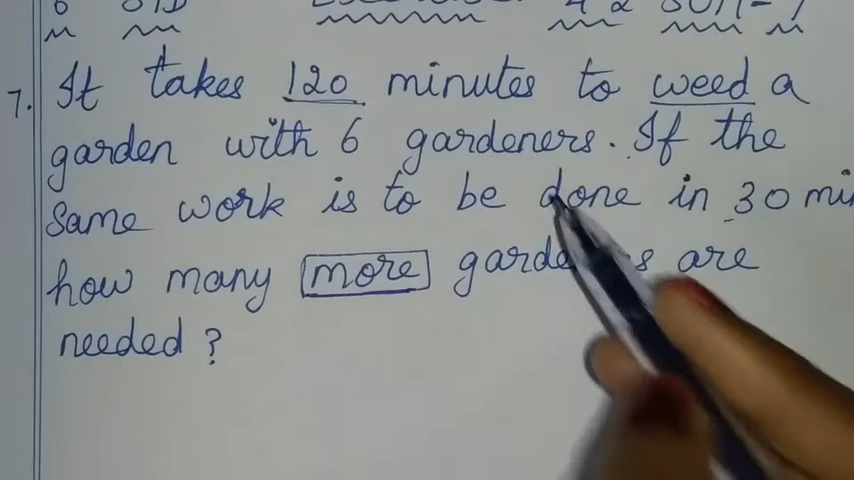 7. It takes 120 minutes to weed a
garden with 6 gardeners. If the
same work is to be done in 30
how many more are
needed?